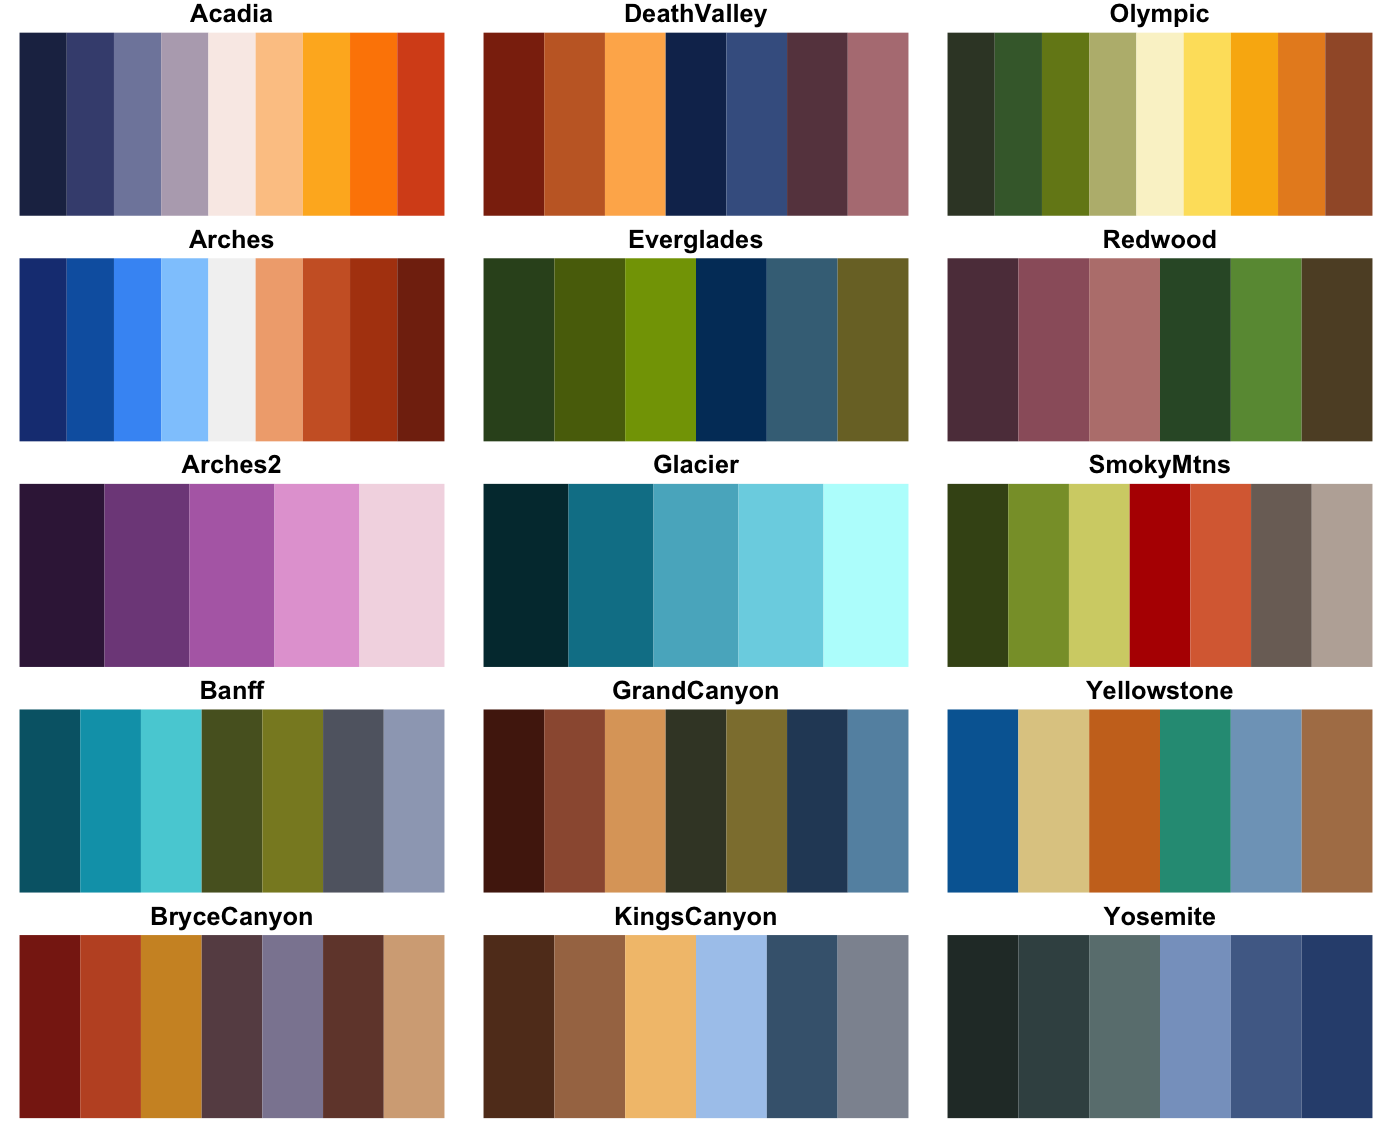 Acadia
DeathValley
Olympic
Arches
Everglades
Redwood
Arches2
Glacier
SmokyMtns
Banff
GrandCanyon
Yellowstone
BryceCanyon
KingsCanyon
Yosemite